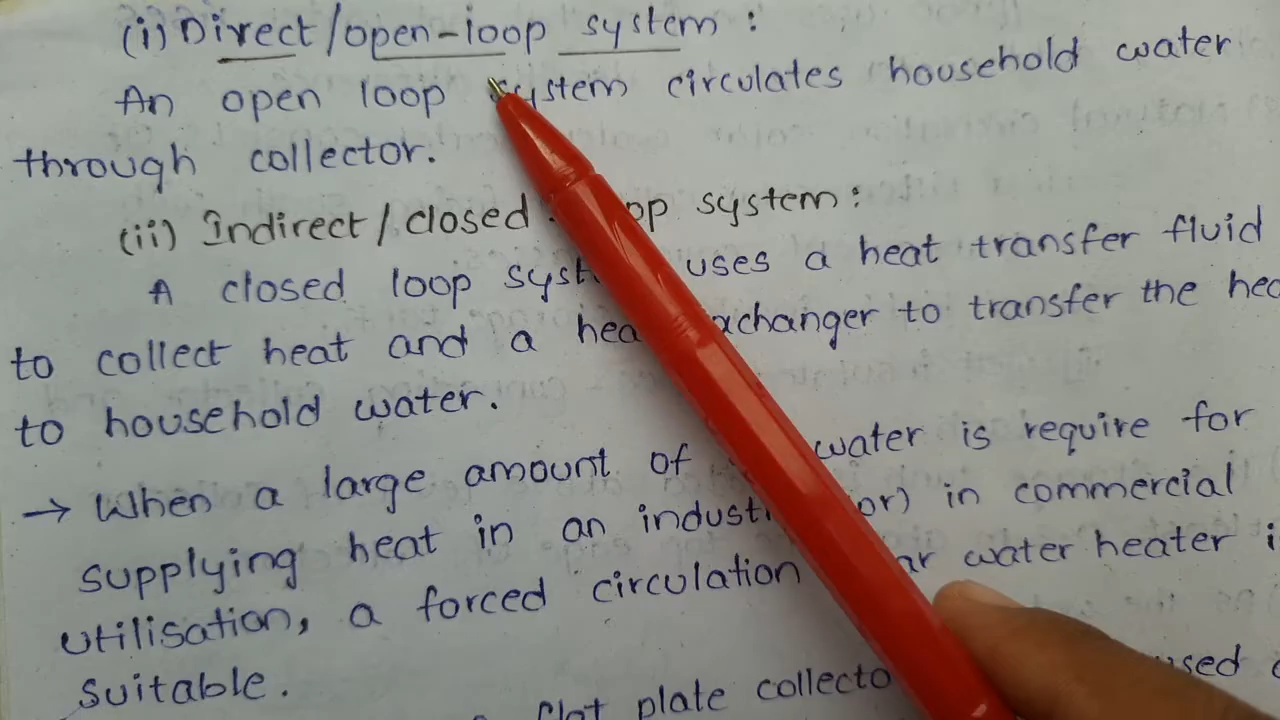 (i) Direct/open-loop system :
An open loop system circulates household water
through collector.
(ii) Indirect/closed op system :
A closed loop syst uses a heat transfer fluid
to collect heat and a hea xchanger to transfer the hea
to household water.
→ When a large amount of water is require for
supplying heat in an industr or) in commercial
utilisation, a forced circulation ar water heater i
suitable.
flat plate collecto used